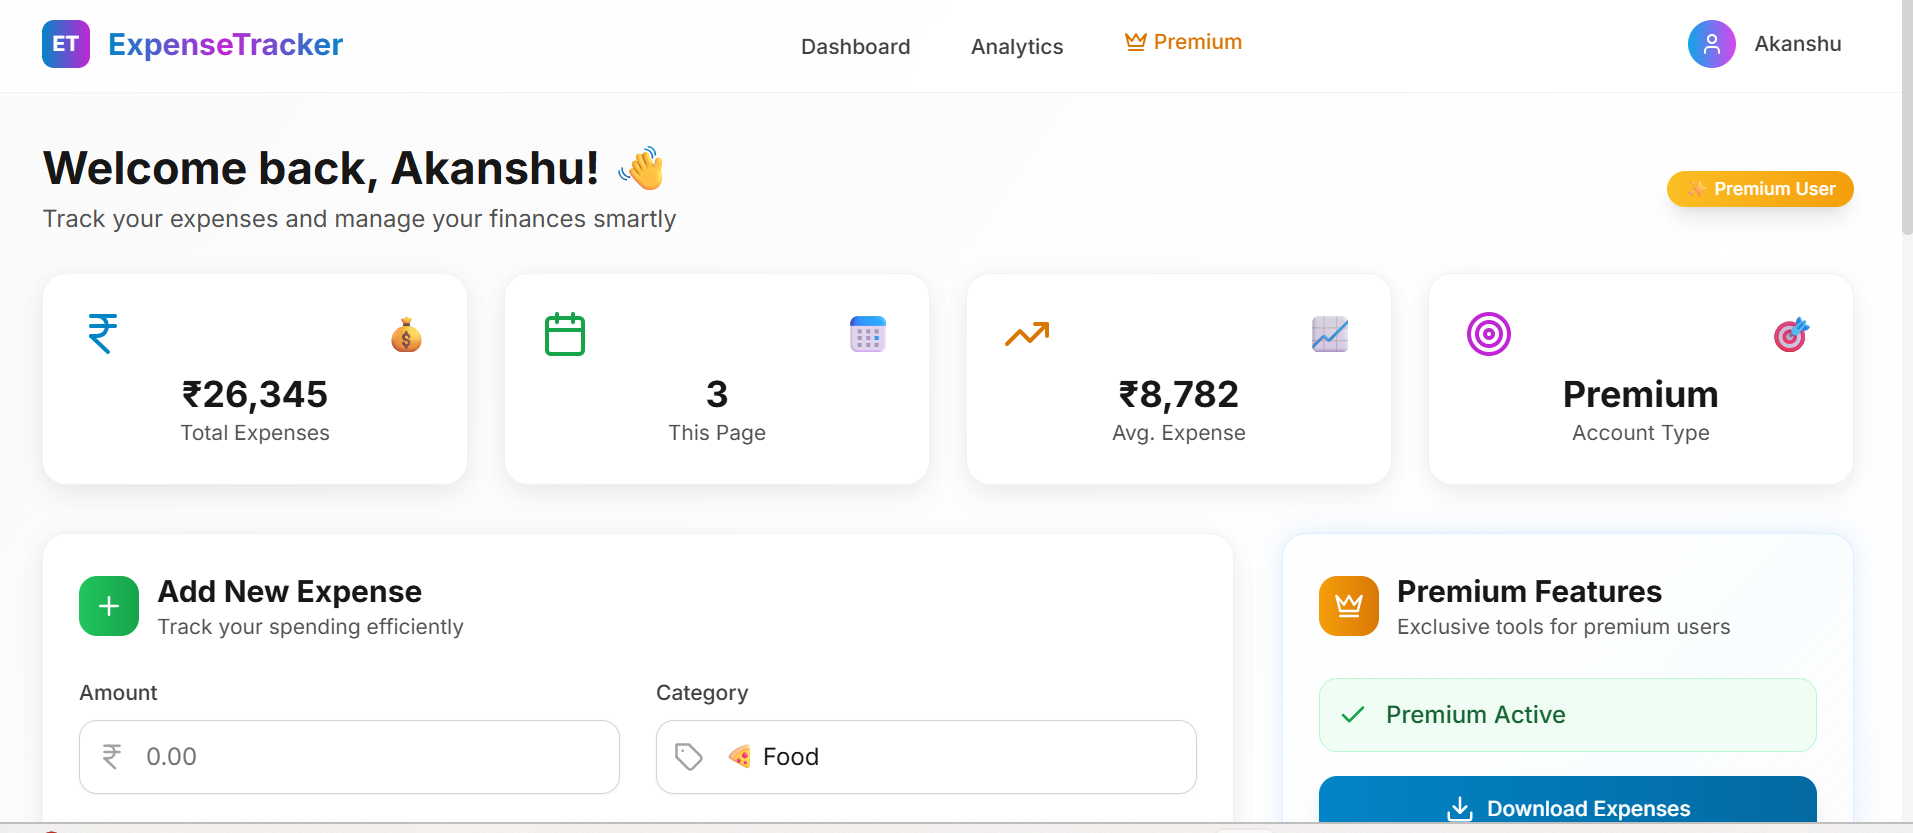 ET ExpenseTracker
Dashboard
Analytics
Premium
Akanshu
Welcome back, Akanshu!
Track your expenses and manage your finances smartly
Premium User
₹26,345
Total Expenses
3
This Page
₹8,782
Avg. Expense
Premium
Account Type
Add New Expense
Track your spending efficiently
Amount
₹ 0.00
Category
Food
Premium Features
Exclusive tools for premium users
Premium Active
Download Expenses